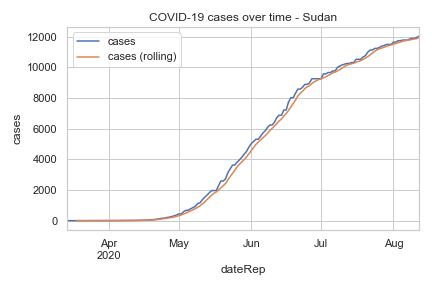 COVID-19 cases over time - Sudan
cases
cases (rolling)
12000
10000
8000
6000
4000
2000
0
cases
Apr
2020
May
Jun
Jul
Aug
dateRep